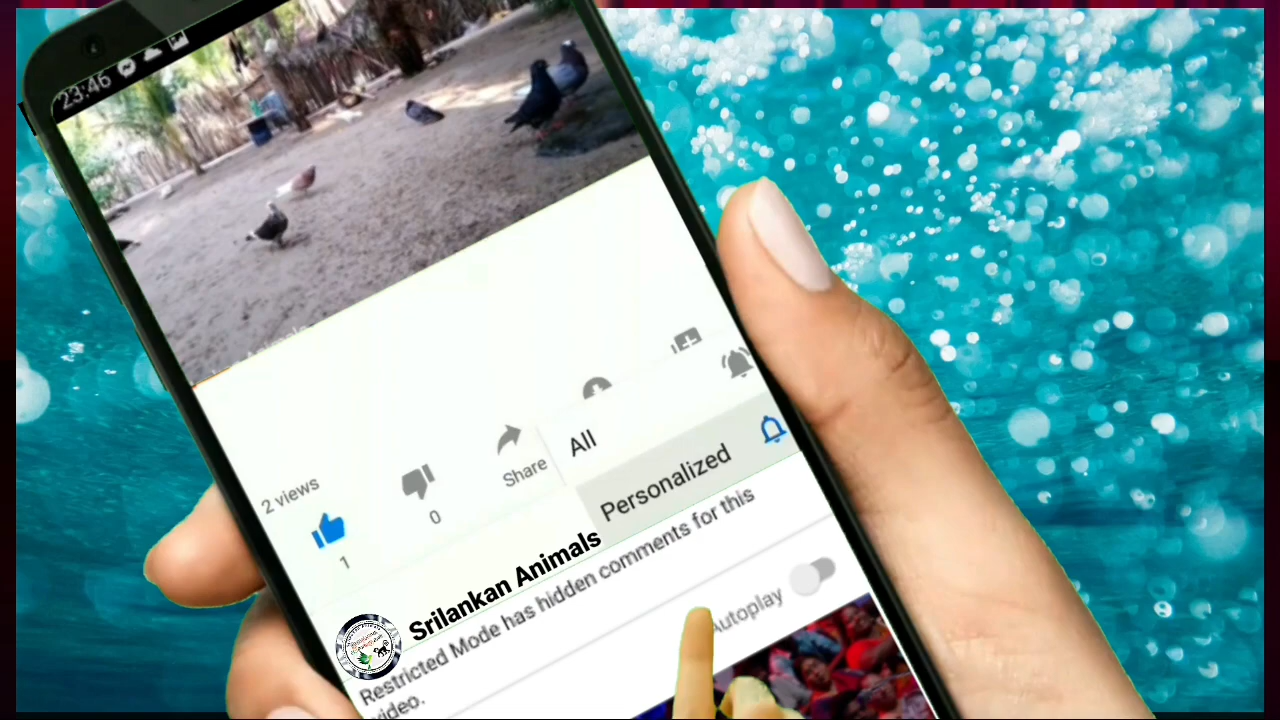 23:46
2 views
1
0
Share
All
Personalized
Srilankan Animals
Restricted Mode has hidden comments for this
video.
Autoplay